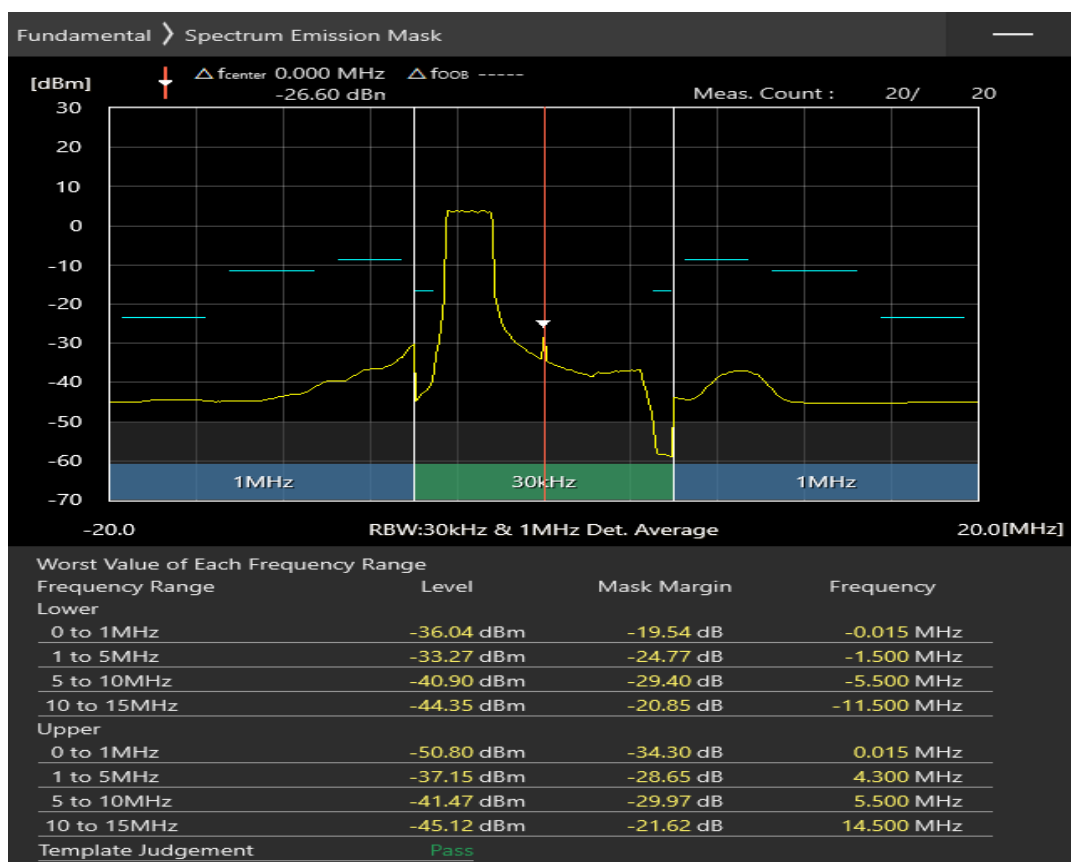 Fundamental ❯ Spectrum Emission Mask
[dBm] △ fcenter 0.000 MHz △ fOOB -----
-26.60 dBn Meas. Count : 20/ 20
30
20
10
0
-10
-20
-30
-40
-50
-60
-70
1MHz 30kHz 1MHz
-20.0 RBW:30kHz & 1MHz Det. Average 20.0[MHz]
Worst Value of Each Frequency Range
Frequency Range Level Mask Margin Frequency
Lower
0 to 1MHz -36.04 dBm -19.54 dB -0.015 MHz
1 to 5MHz -33.27 dBm -24.77 dB -1.500 MHz
5 to 10MHz -40.90 dBm -29.40 dB -5.500 MHz
10 to 15MHz -44.35 dBm -20.85 dB -11.500 MHz
Upper
0 to 1MHz -50.80 dBm -34.30 dB 0.015 MHz
1 to 5MHz -37.15 dBm -28.65 dB 4.300 MHz
5 to 10MHz -41.47 dBm -29.97 dB 5.500 MHz
10 to 15MHz -45.12 dBm -21.62 dB 14.500 MHz
Template Judgement Pass